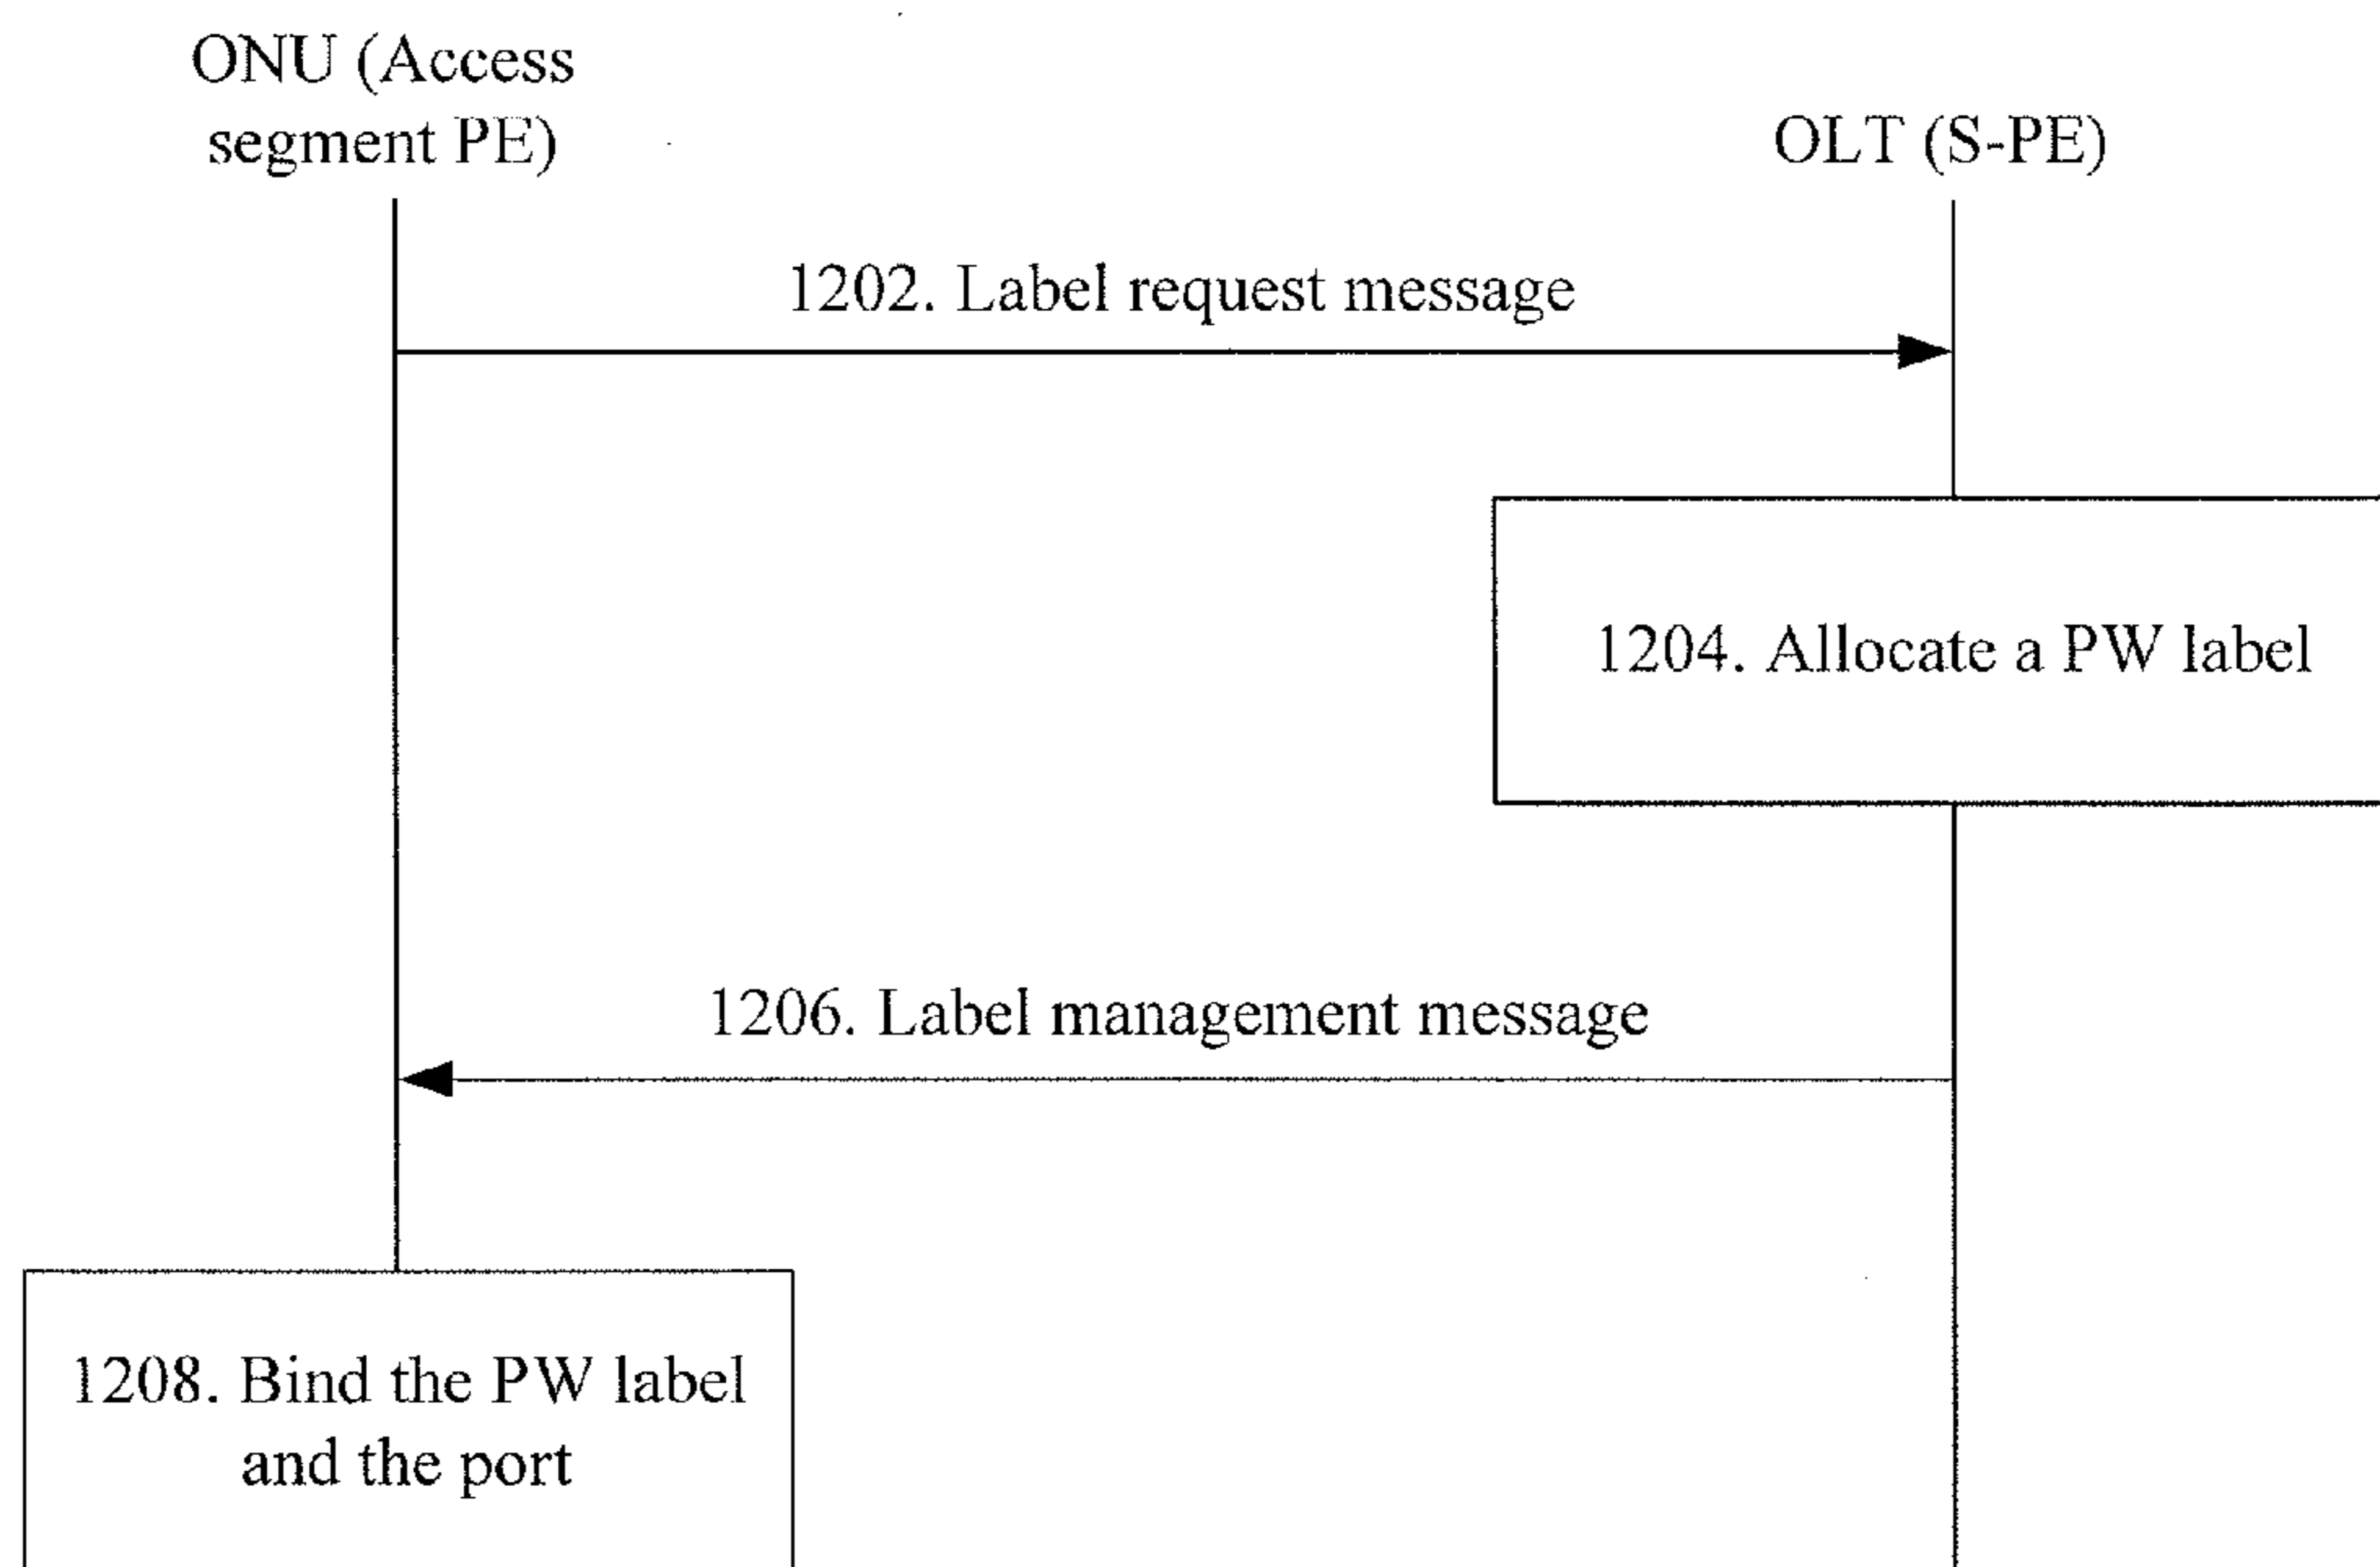 ONU (Access
segment PE)
OLT (S-PE)
1202. Label request message
1204. Allocate a PW label
1206. Label management message
1208. Bind the PW label
and the port